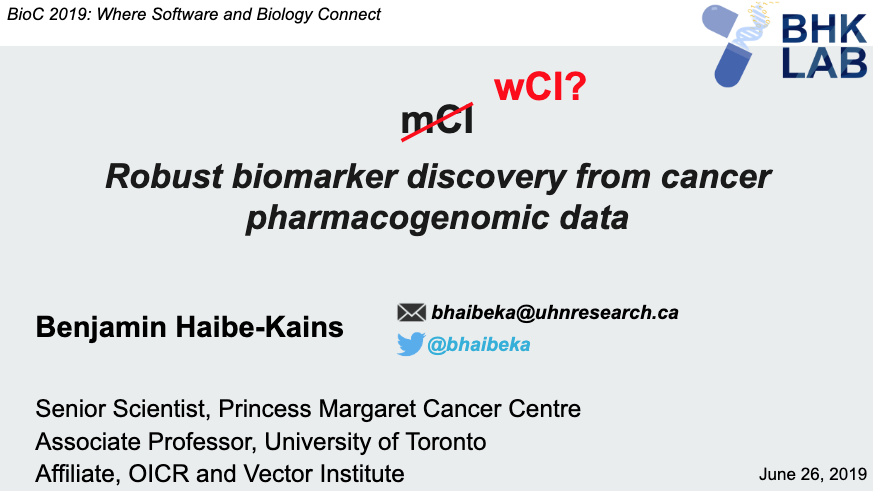 BioC 2019: Where Software and Biology Connect
BHK
LAB
wCI?
mCI
Robust biomarker discovery from cancer
pharmacogenomic data
Benjamin Haibe-Kains
bhaibeka@uhnresearch.ca
@bhaibeka
Senior Scientist, Princess Margaret Cancer Centre
Associate Professor, University of Toronto
Affiliate, OICR and Vector Institute
June 26, 2019